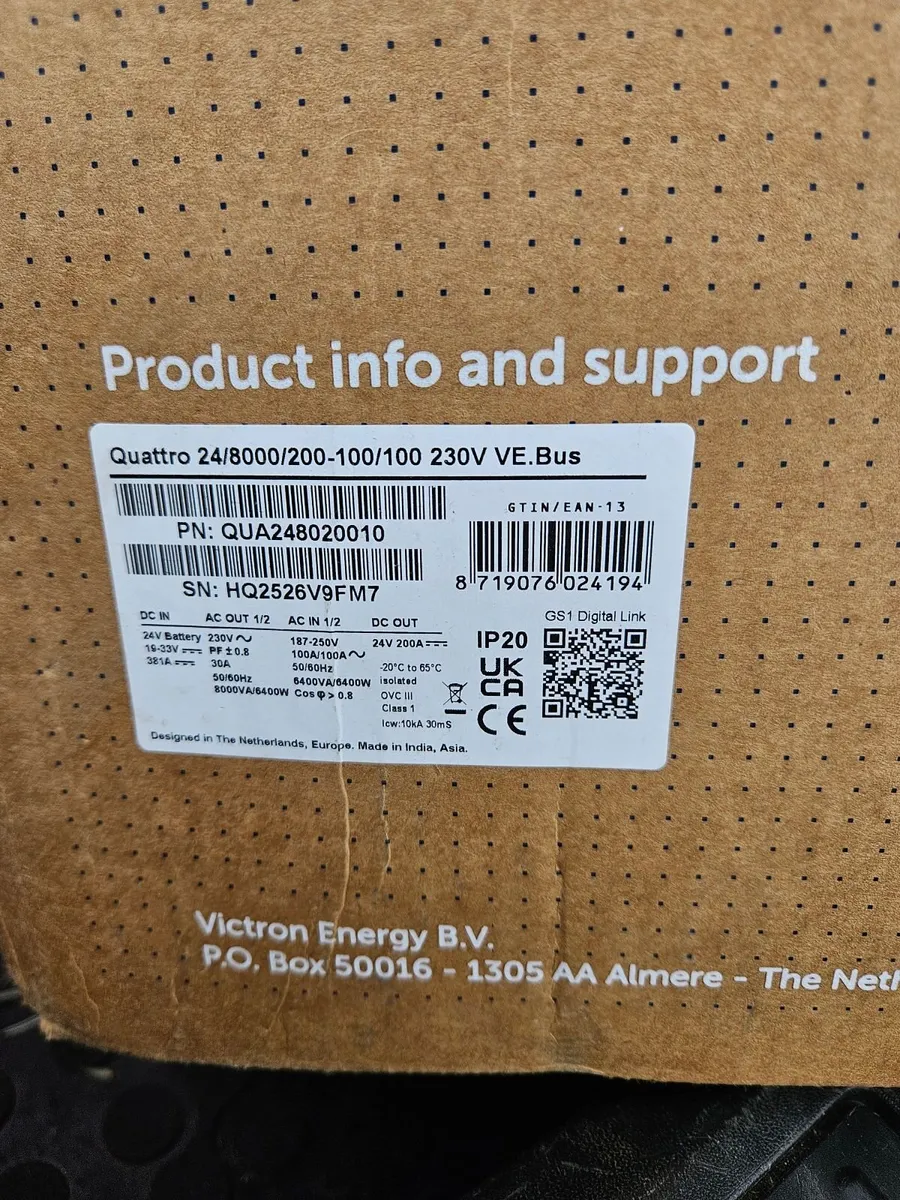 Product info and support
Quattro 24/8000/200-100/100 230V VE.Bus
PN: QUA248020010
SN: HQ2526V9FM7
GTIN/EAN-13
8 719076 024194
DC IN
24V Battery
19-33V
381A
AC OUT 1/2
230V
PF ± 0.8
30A
50/60Hz
8000VA/6400W
AC IN 1/2
187-250V
100A/100A
50/60Hz
6400VA/6400W
Cos φ > 0.8
DC OUT
24V 200A
-20°C to 65°C
isolated
OVC III
Class 1
Icw:10kA 30mS
GS1 Digital Link
IP20
UK
CA
CE
Designed in The Netherlands, Europe. Made in India, Asia.
Victron Energy B.V.
P.O. Box 50016 - 1305 AA Almere - The Neth